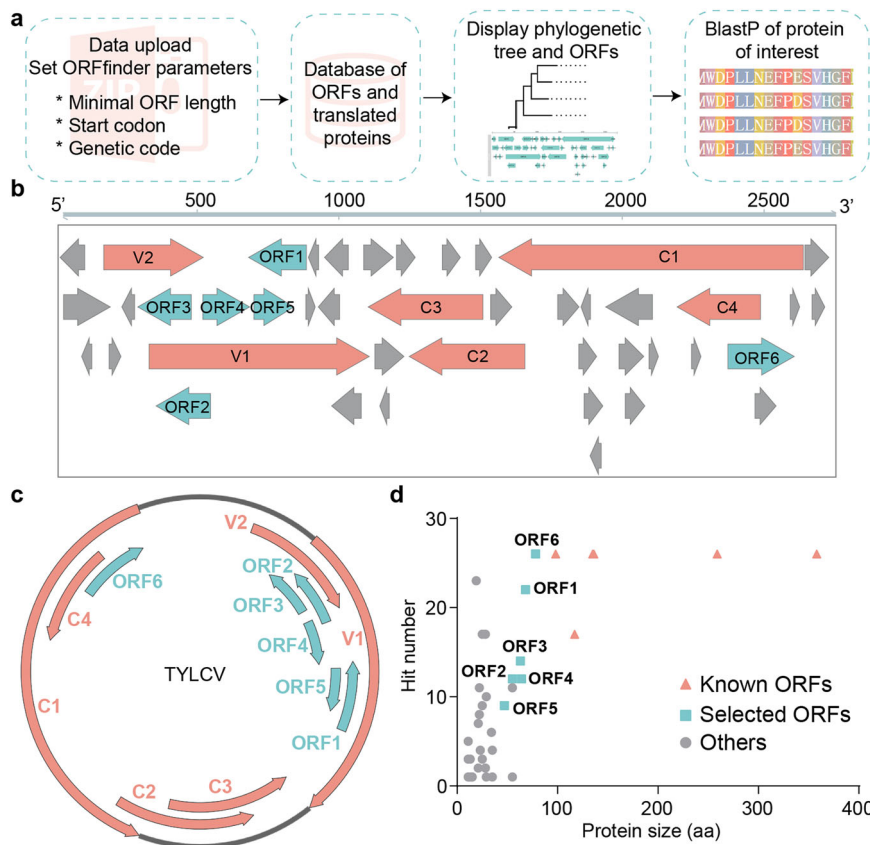 a
Data upload
Set ORFfinder parameters
* Minimal ORF length
* Start codon
* Genetic code
Database of
ORFs and
translated
proteins
Display phylogenetic
tree and ORFs
BlastP of protein
of interest
MWDPLLNEFPESVHGFI
MWDPLLNEFPDSVHGFI
MWDPLLNEFPESVHGFI
MWDPLLNEFPESVHGFI
b
5’ 500 1000 1500 2000 2500 3’
V2 ORF1 C1
ORF3 ORF4 ORF5 C3 C4
V1 C2 ORF6
ORF2
c
V2
ORF2
ORF6
ORF3
C4
ORF4
V1
TYLCV
ORF5
C1
ORF1
C2
C3
d
Hit number
30
20
10
0
ORF6
ORF1
ORF3
ORF2
ORF4
ORF5
Known ORFs
Selected ORFs
Others
0 100 200 300 400
Protein size (aa)